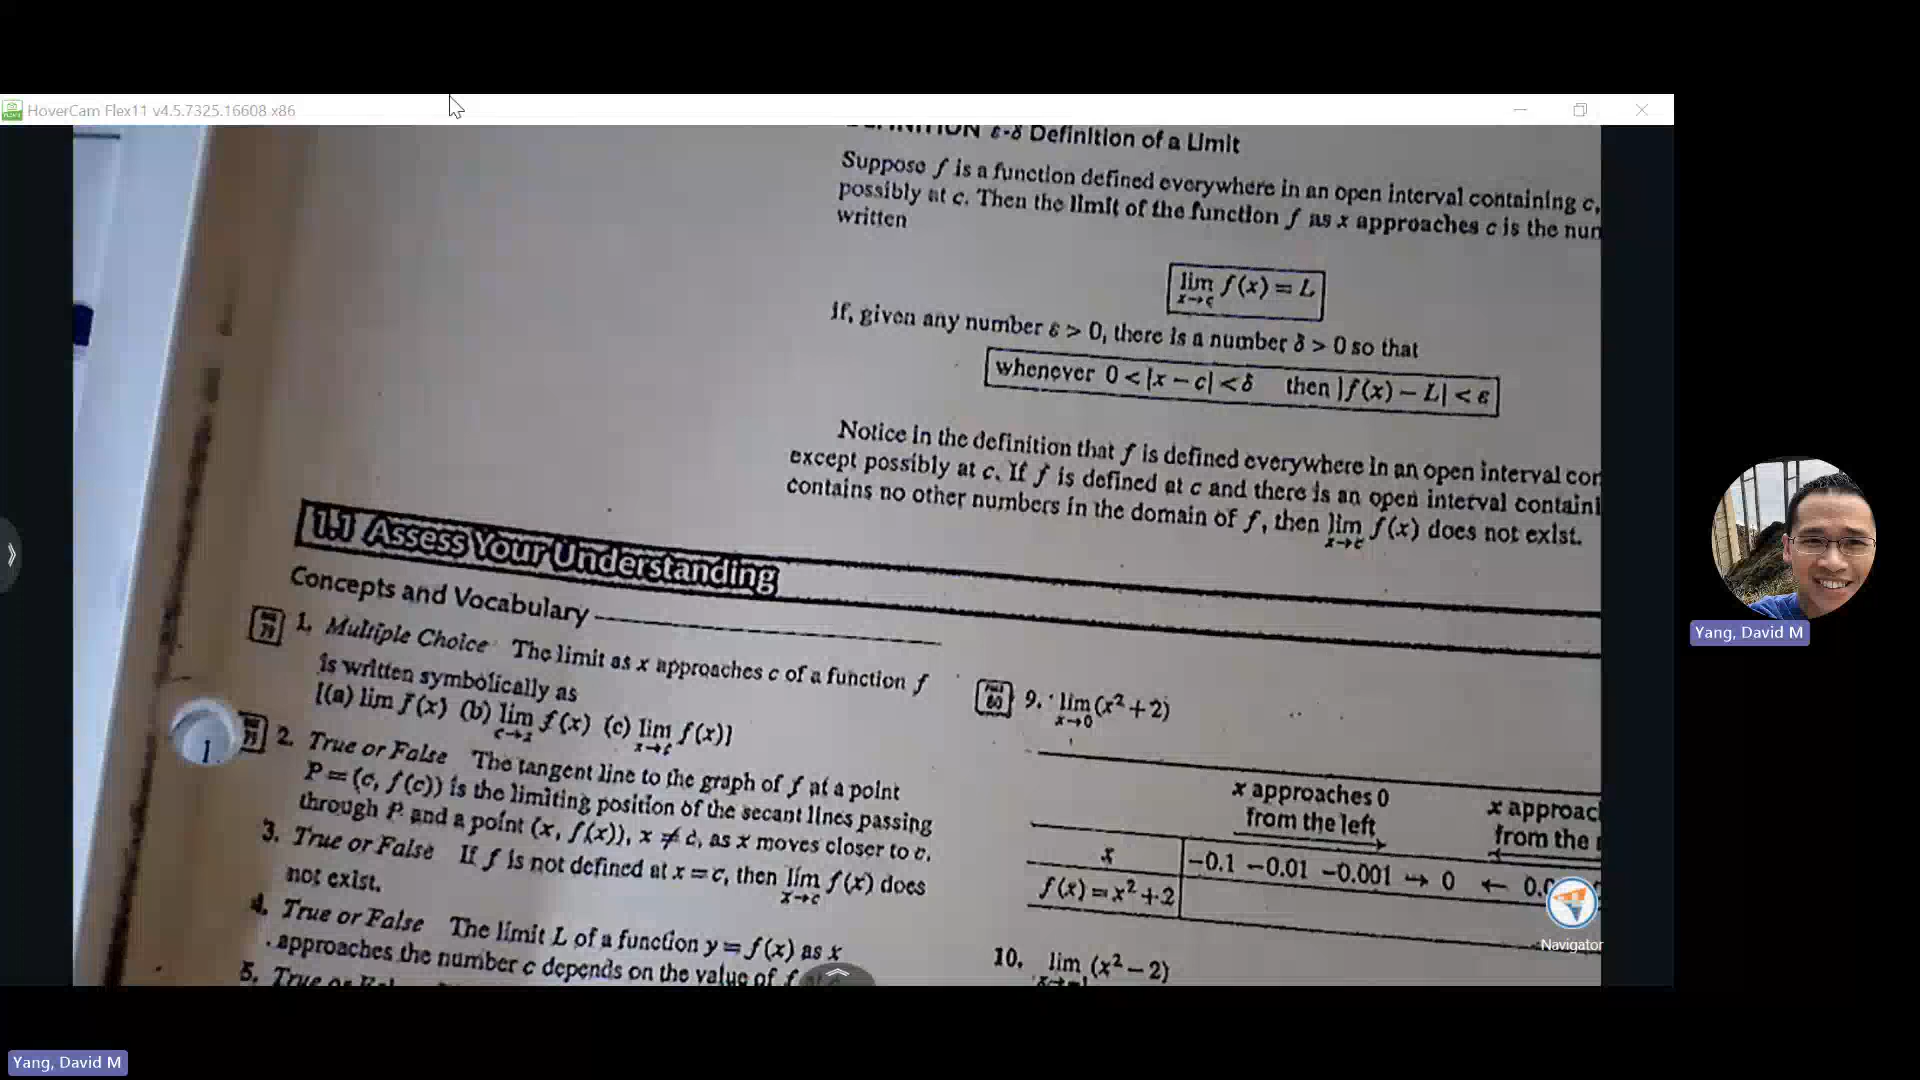 HoverCam Flex11 v4.5.7325.16608 x86
ε-δ Definition of a Limit
Suppose f is a function defined everywhere in an open interval containing c,
possibly at c. Then the limit of the function f as x approaches c is the
written
lim f(x) = L
x→c
if, given any number ε > 0, there is a number δ > 0 so that
whenever 0 < |x − c| < δ then |f(x) − L| < ε
Notice in the definition that f is defined everywhere in an open interval
except possibly at c. If f is defined at c and there is an open interval
contains no other numbers in the domain of f, then lim f(x) does not exist.
x→c
1.1 Assess Your Understanding
Concepts and Vocabulary
79 1. Multiple Choice The limit as x approaches c of a function f
is written symbolically as
[(a) lim f(x) (b) lim f(x) (c) lim f(x)]
c→x x→c
2. True or False The tangent line to the graph of f at a point
P = (c, f(c)) is the limiting position of the secant lines passing
through P and a point (x, f(x)), x ≠ c, as x moves closer to c.
3. True or False If f is not defined at x = c, then lim f(x) does
x→c
not exist.
4. True or False The limit L of a function y = f(x) as x
approaches the number c depends on the value of f
5. True or
1
80 9. lim (x² + 2)
x→0
x approaches 0
from the left
from the
x −0.1 −0.01 −0.001 → 0 ←
f(x) = x² + 2
10. lim (x² − 2)
Navigator
Yang, David M
Yang, David M